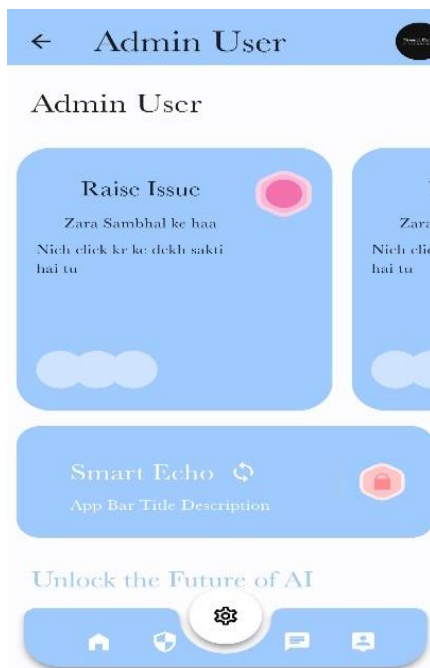 Admin User
Admin User
Raise Issue
Zara Sambhal ke haa
Nich click kr ke dekh sakti
hai tu
Zara
Nich
hai tu
Smart Echo
App Bar Title Description
Unlock the Future of AI